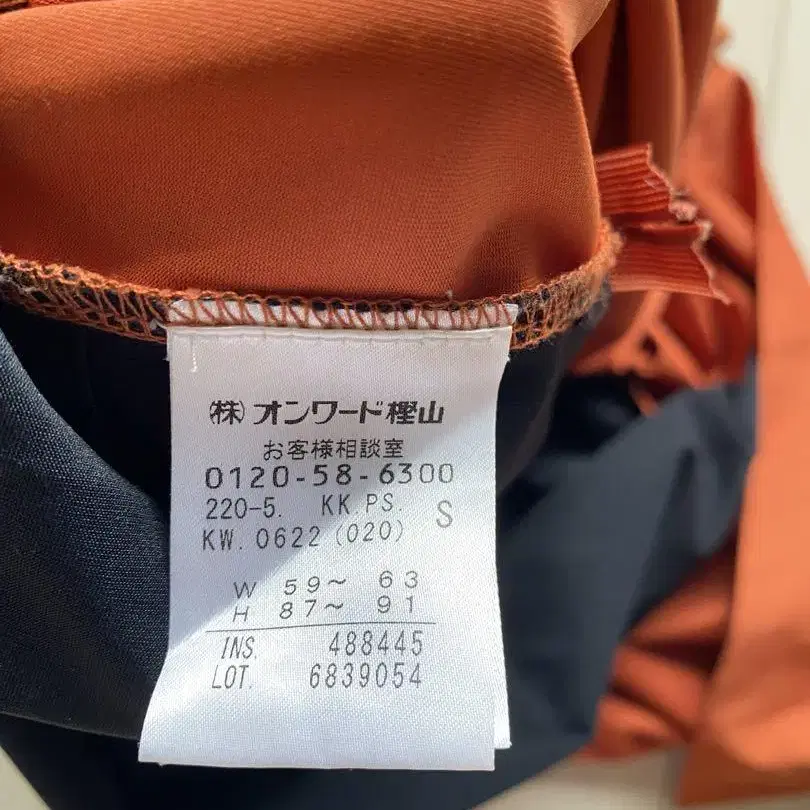 (株)オンワード樫山
お客様相談室
0120-58-6300
220-5. KK.PS. S
KW. 0622 (020)
W 59~ 63
H 87~ 91
INS. 488445
LOT. 6839054